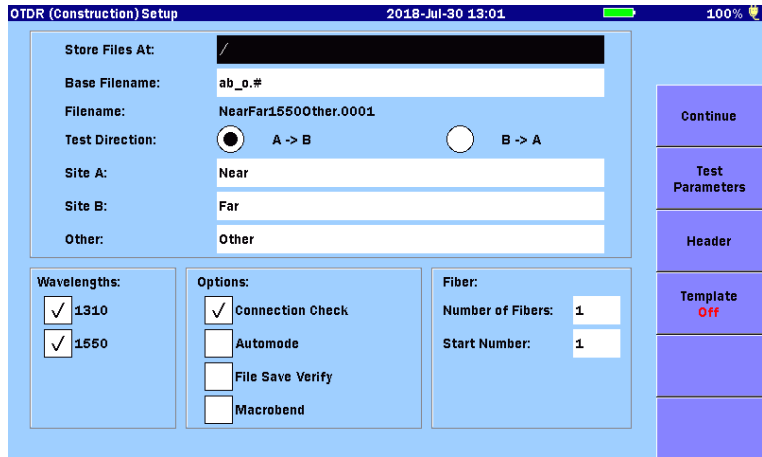 OTDR (Construction) Setup 2018-Jul-30 13:01 100%
Store Files At: /
Base Filename: ab_o.#
Filename: NearFar1550Other.0001
Test Direction: A -> B B -> A
Site A: Near
Site B: Far
Other: Other
Wavelengths:
1310
1550
Options:
Connection Check
Automode
File Save Verify
Macrobend
Fiber:
Number of Fibers: 1
Start Number: 1
Continue
Test
Parameters
Header
Template
Off